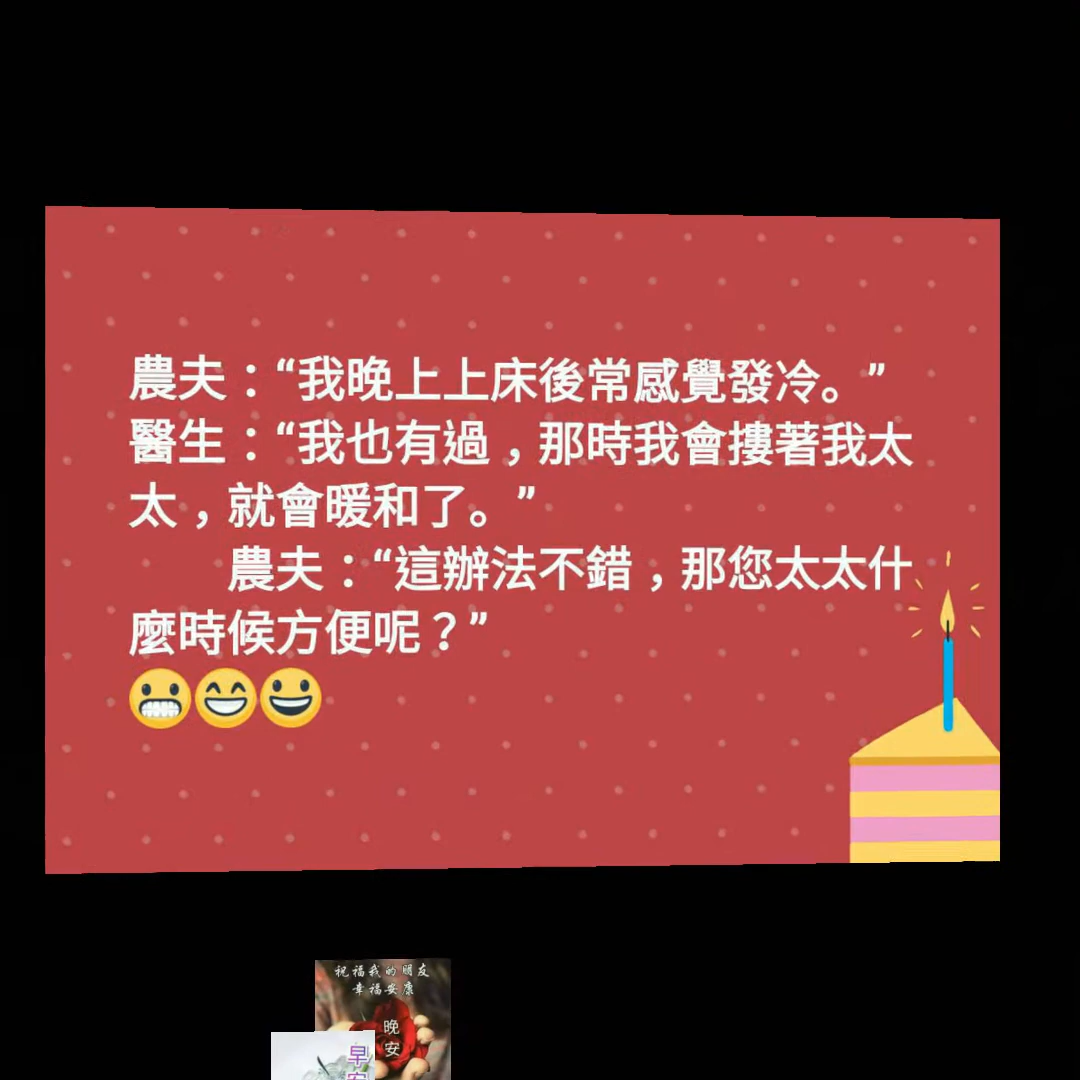 農夫：“我晚上上床後常感覺發冷。”
醫生：“我也有過，那時我會摟著我太
太，就會暖和了。”
農夫：“這辦法不錯，那您太太什
麼時候方便呢？”
祝福我的朋友
幸福安康
晚
安
早